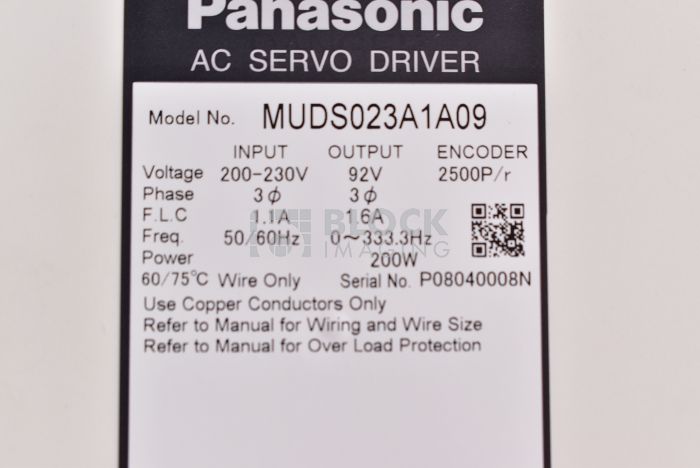 Panasonic
AC SERVO DRIVER
Model No. MUDS023A1A09
INPUT OUTPUT ENCODER
Voltage 200-230V 92V 2500P/r
Phase 3ϕ 3ϕ
F.L.C 1.1A 1.6A
Freq. 50/60Hz 0～333.3Hz
Power 200W
60/75℃ Wire Only Serial No. P08040008N
Use Copper Conductors Only
Refer to Manual for Wiring and Wire Size
Refer to Manual for Over Load Protection
BLOCK
IMAGING